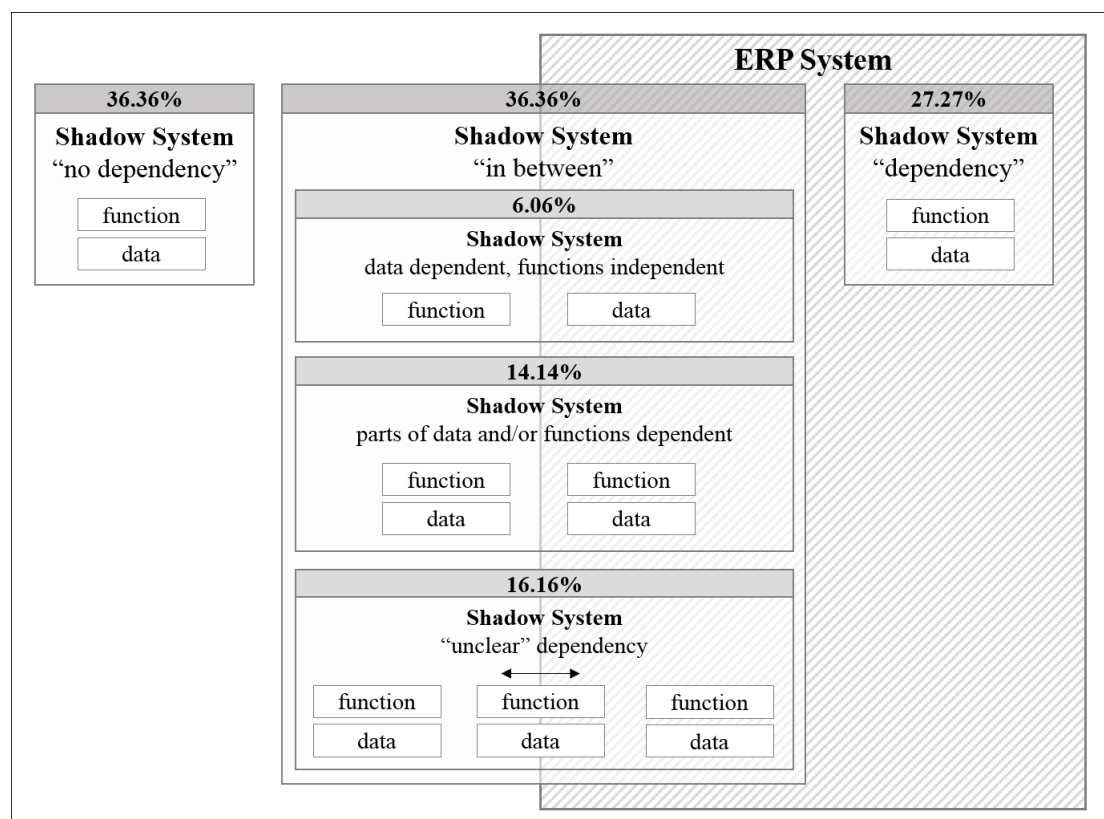 ERP System
36.36%
Shadow System
“no dependency”
function
data
36.36%
Shadow System
“in between”
6.06%
Shadow System
data dependent, functions independent
function
data
14.14%
Shadow System
parts of data and/or functions dependent
function
function
data
data
16.16%
Shadow System
“unclear” dependency
function
function
function
data
data
data
27.27%
Shadow System
“dependency”
function
data